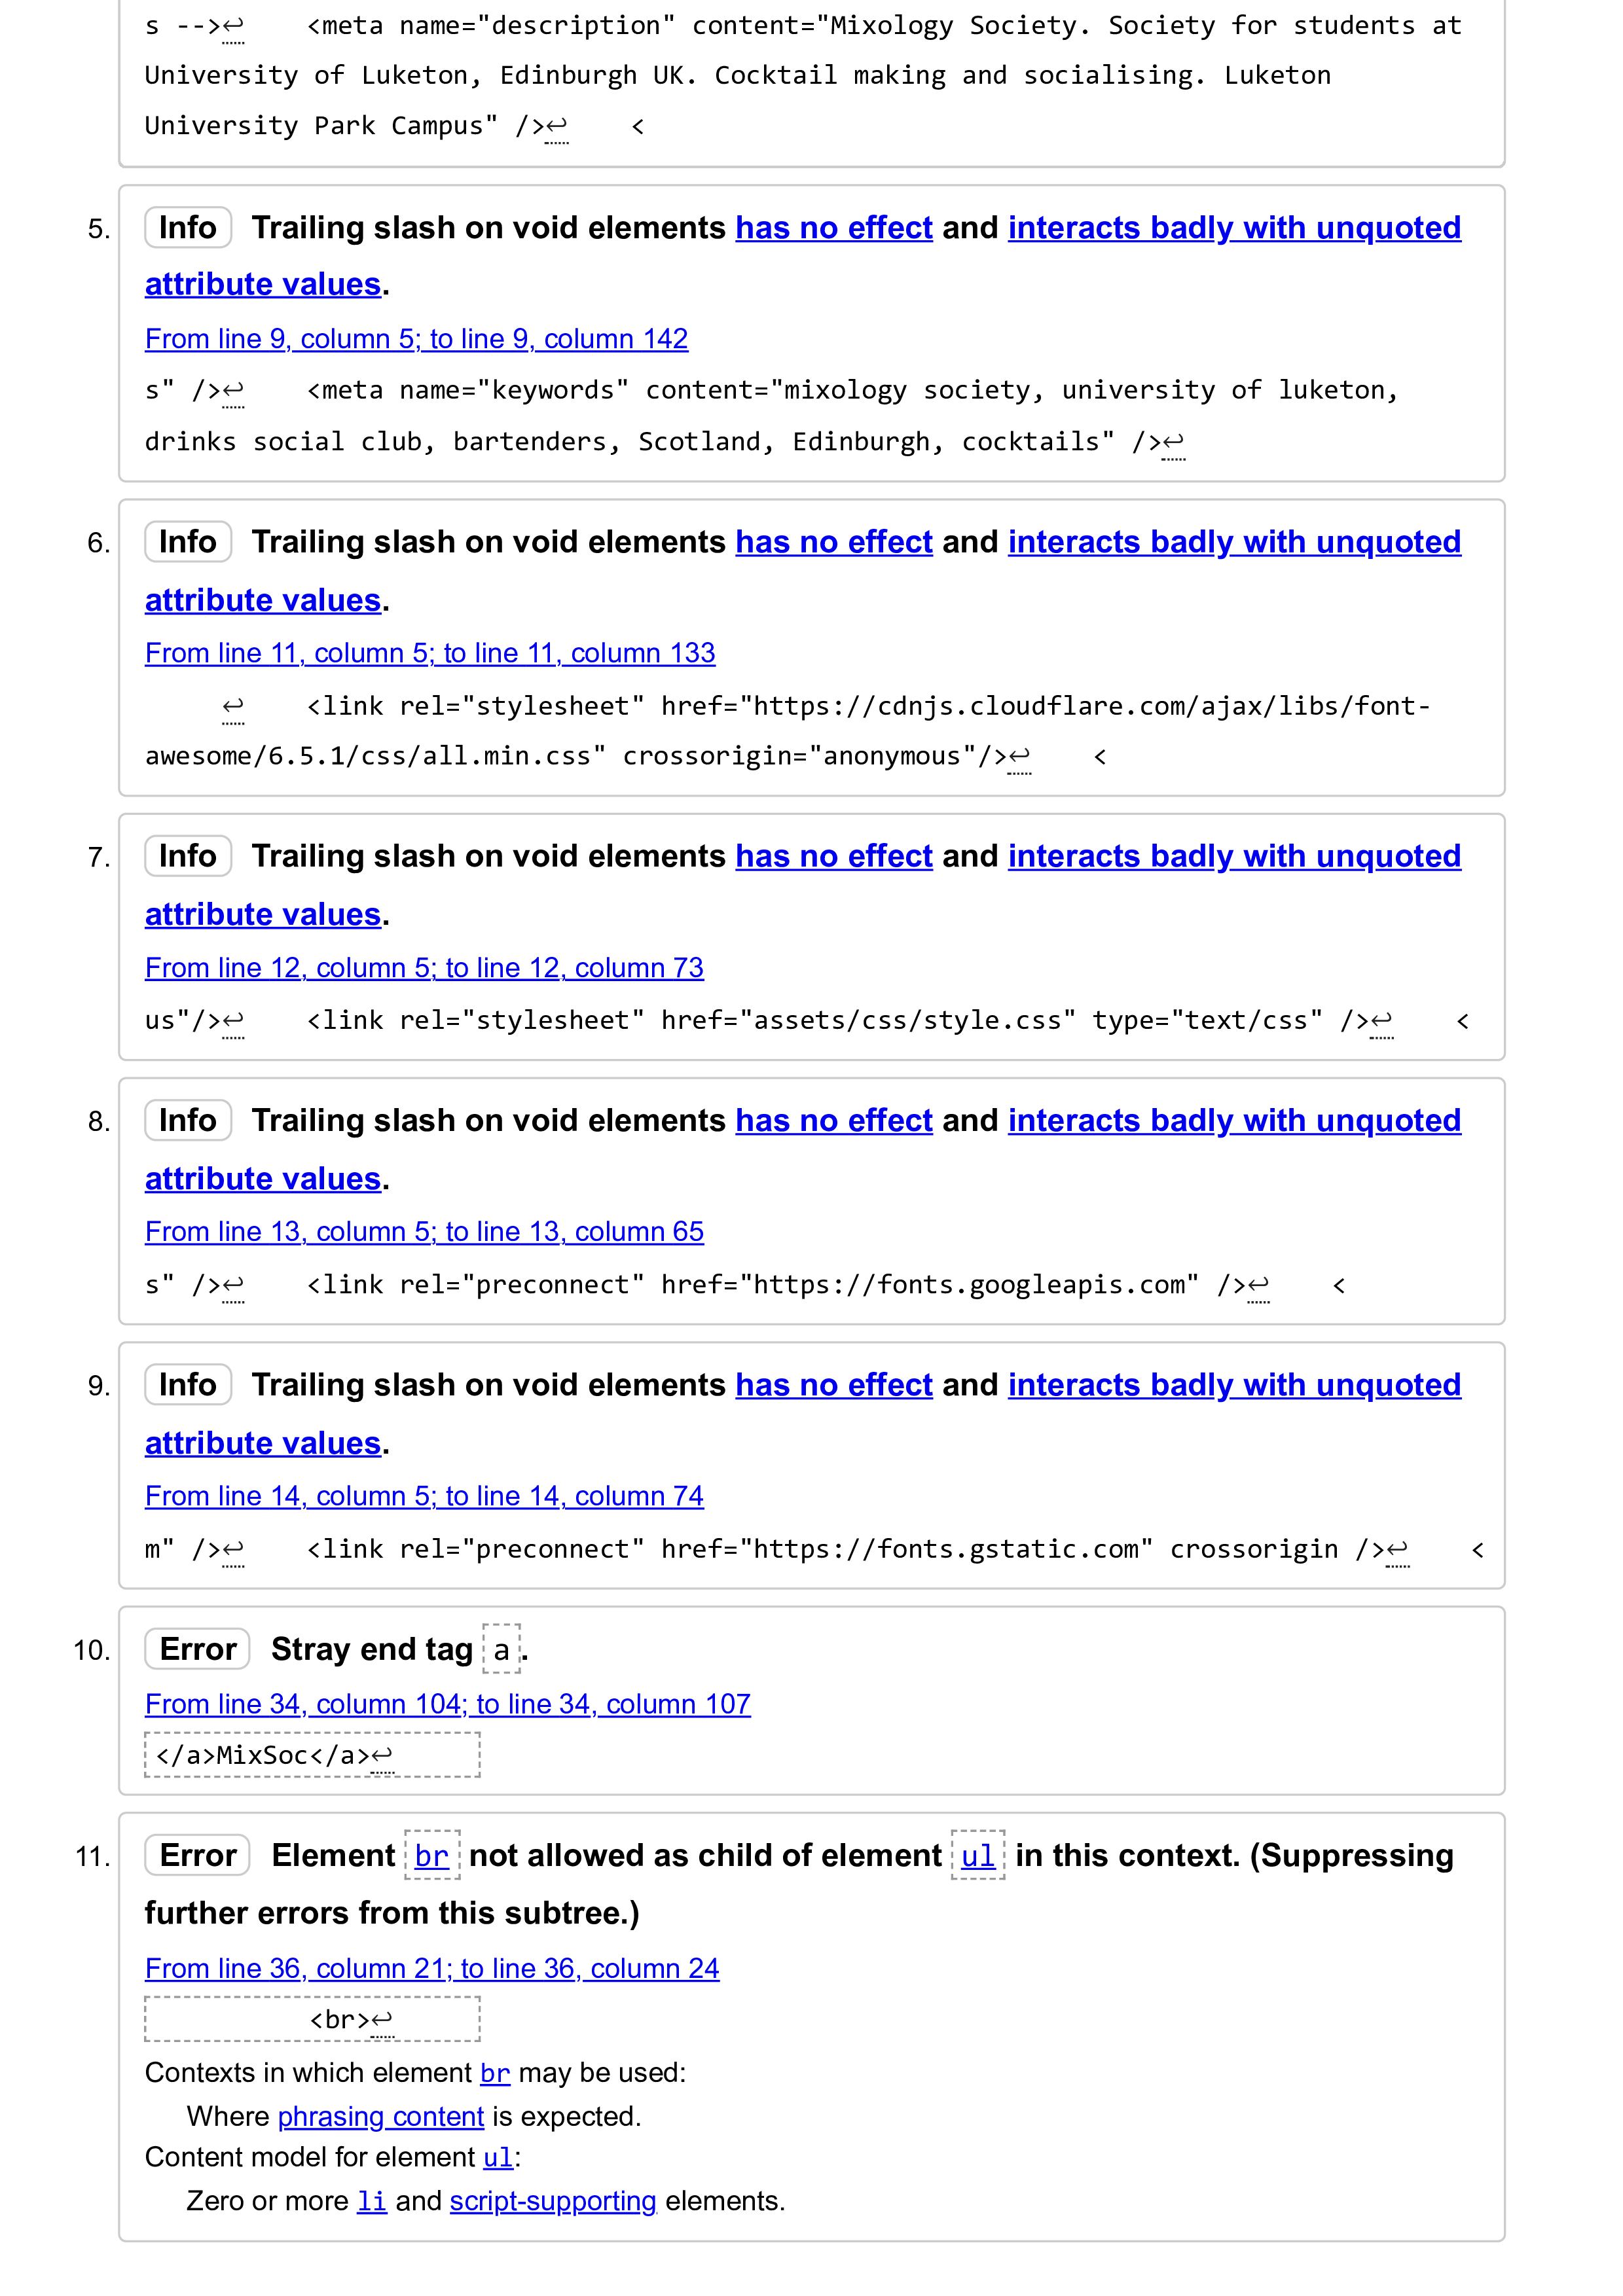 s -->↩    <meta name="description" content="Mixology Society. Society for students at
University of Luketon, Edinburgh UK. Cocktail making and socialising. Luketon
University Park Campus" />↩    <
5. Info Trailing slash on void elements has no effect and interacts badly with unquoted
attribute values.
From line 9, column 5; to line 9, column 142
s" />↩    <meta name="keywords" content="mixology society, university of luketon,
drinks social club, bartenders, Scotland, Edinburgh, cocktails" />↩
6. Info Trailing slash on void elements has no effect and interacts badly with unquoted
attribute values.
From line 11, column 5; to line 11, column 133
↩    <link rel="stylesheet" href="https://cdnjs.cloudflare.com/ajax/libs/font-
awesome/6.5.1/css/all.min.css" crossorigin="anonymous"/>↩    <
7. Info Trailing slash on void elements has no effect and interacts badly with unquoted
attribute values.
From line 12, column 5; to line 12, column 73
us"/>↩    <link rel="stylesheet" href="assets/css/style.css" type="text/css" />↩    <
8. Info Trailing slash on void elements has no effect and interacts badly with unquoted
attribute values.
From line 13, column 5; to line 13, column 65
s" />↩    <link rel="preconnect" href="https://fonts.googleapis.com" />↩    <
9. Info Trailing slash on void elements has no effect and interacts badly with unquoted
attribute values.
From line 14, column 5; to line 14, column 74
m" />↩    <link rel="preconnect" href="https://fonts.gstatic.com" crossorigin />↩    <
10. Error Stray end tag a.
From line 34, column 104; to line 34, column 107
</a>MixSoc</a>↩
11. Error Element br not allowed as child of element ul in this context. (Suppressing
further errors from this subtree.)
From line 36, column 21; to line 36, column 24
<br>↩
Contexts in which element br may be used:
Where phrasing content is expected.
Content model for element ul:
Zero or more li and script-supporting elements.